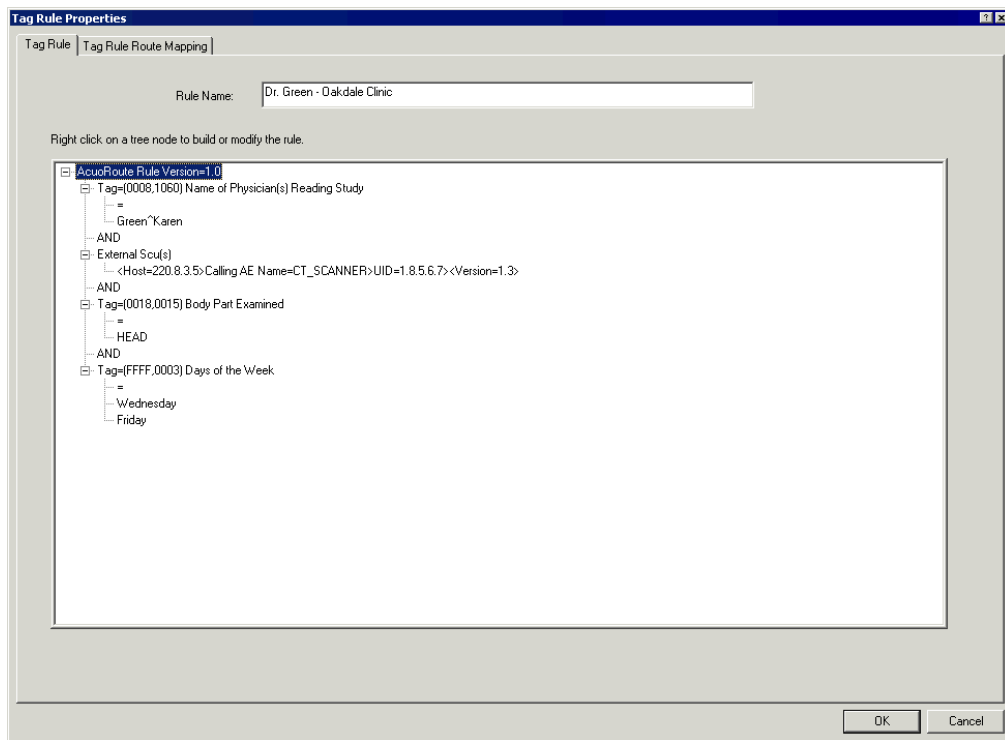 Tag Rule Properties
Tag Rule
Tag Rule Route Mapping
Rule Name:
Dr. Green - Oakdale Clinic
Right click on a tree node to build or modify the rule.
AcuoRoute Rule Version=1.0
Tag=(0008,1060) Name of Physician(s) Reading Study
=
Green^Karen
AND
External Scu(s)
<Host=220.8.3.5>Calling AE Name=CT_SCANNER>UID=1.8.5.6.7><Version=1.3>
AND
Tag=(0018,0015) Body Part Examined
=
HEAD
AND
Tag=(FFFF,0003) Days of the Week
=
Wednesday
Friday
OK
Cancel